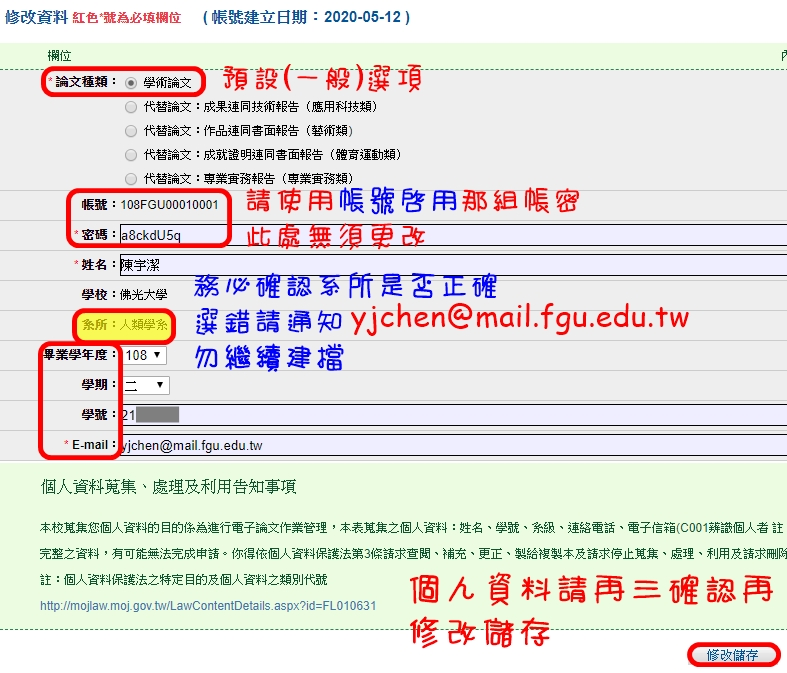 修改資料 紅色*號為必填欄位 （帳號建立日期：2020-05-12）
欄位
*論文種類：學術論文 預設(一般)選項
代替論文：成果連同技術報告（應用科技類）
代替論文：作品連同書面報告（藝術類）
代替論文：成就證明連同書面報告（體育運動類）
代替論文：專業實務報告（專業實務類）
帳號：108FGU00010001 請使用帳號啓用那組帳密
*密碼：a8ckdU5q 此處無須更改
*姓名：陳宇潔
學校：佛光大學 務必確認系所是否正確
系所：人類學系 選錯請通知 yjchen@mail.fgu.edu.tw
畢業學年度：108 勿繼續建擋
學期：二
學號：21
*E-mail：yjchen@mail.fgu.edu.tw
個人資料蒐集、處理及利用告知事項
本校蒐集您個人資料的目的係為進行電子論文作業管理，本表蒐集之個人資料：姓名、學號、系級、連絡電話、電子信箱(C001辨識個人者 註
完整之資料，有可能無法完成申請。你得依個人資料保護法第3條請求查閱、補充、更正、製給複製本及請求停止蒐集、處理、利用及請求刪除
註：個人資料保護法之特定目的及個人資料之類別代號
http://mojlaw.moj.gov.tw/LawContentDetails.aspx?id=FL010631
個人資料請再三確認再
修改儲存
修改儲存